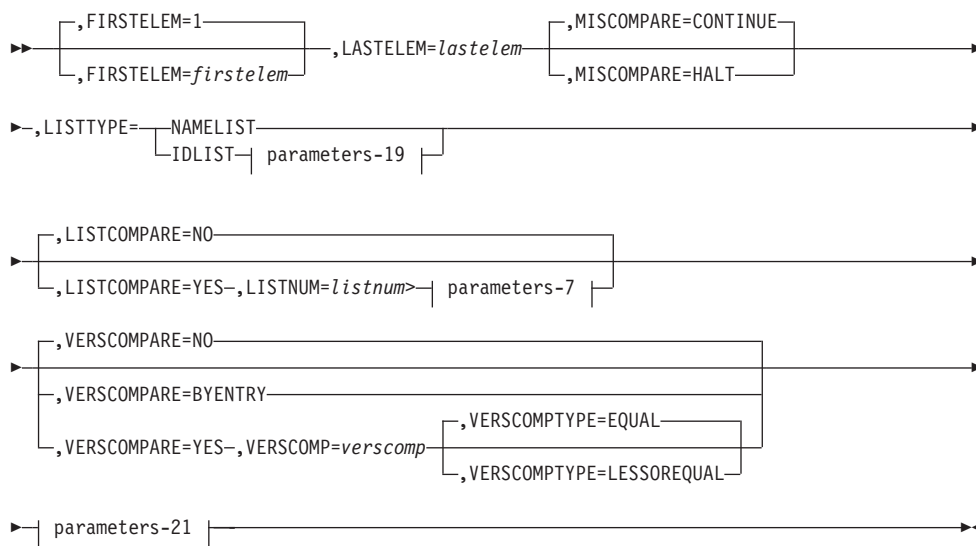 ,FIRSTELEM=1
,FIRSTELEM=firstelem
,LASTELEM=lastelem
,MISCOMPARE=CONTINUE
,MISCOMPARE=HALT
,LISTTYPE=
NAMELIST
IDLIST
parameters-19
,LISTCOMPARE=NO
,LISTCOMPARE=YES
,LISTNUM=listnum>
parameters-7
,VERSCOMPARE=NO
,VERSCOMPARE=BYENTRY
,VERSCOMPARE=YES
,VERSCOMP=verscomp
,VERSCOMPTYPE=EQUAL
,VERSCOMPTYPE=LESSOREQUAL
parameters-21